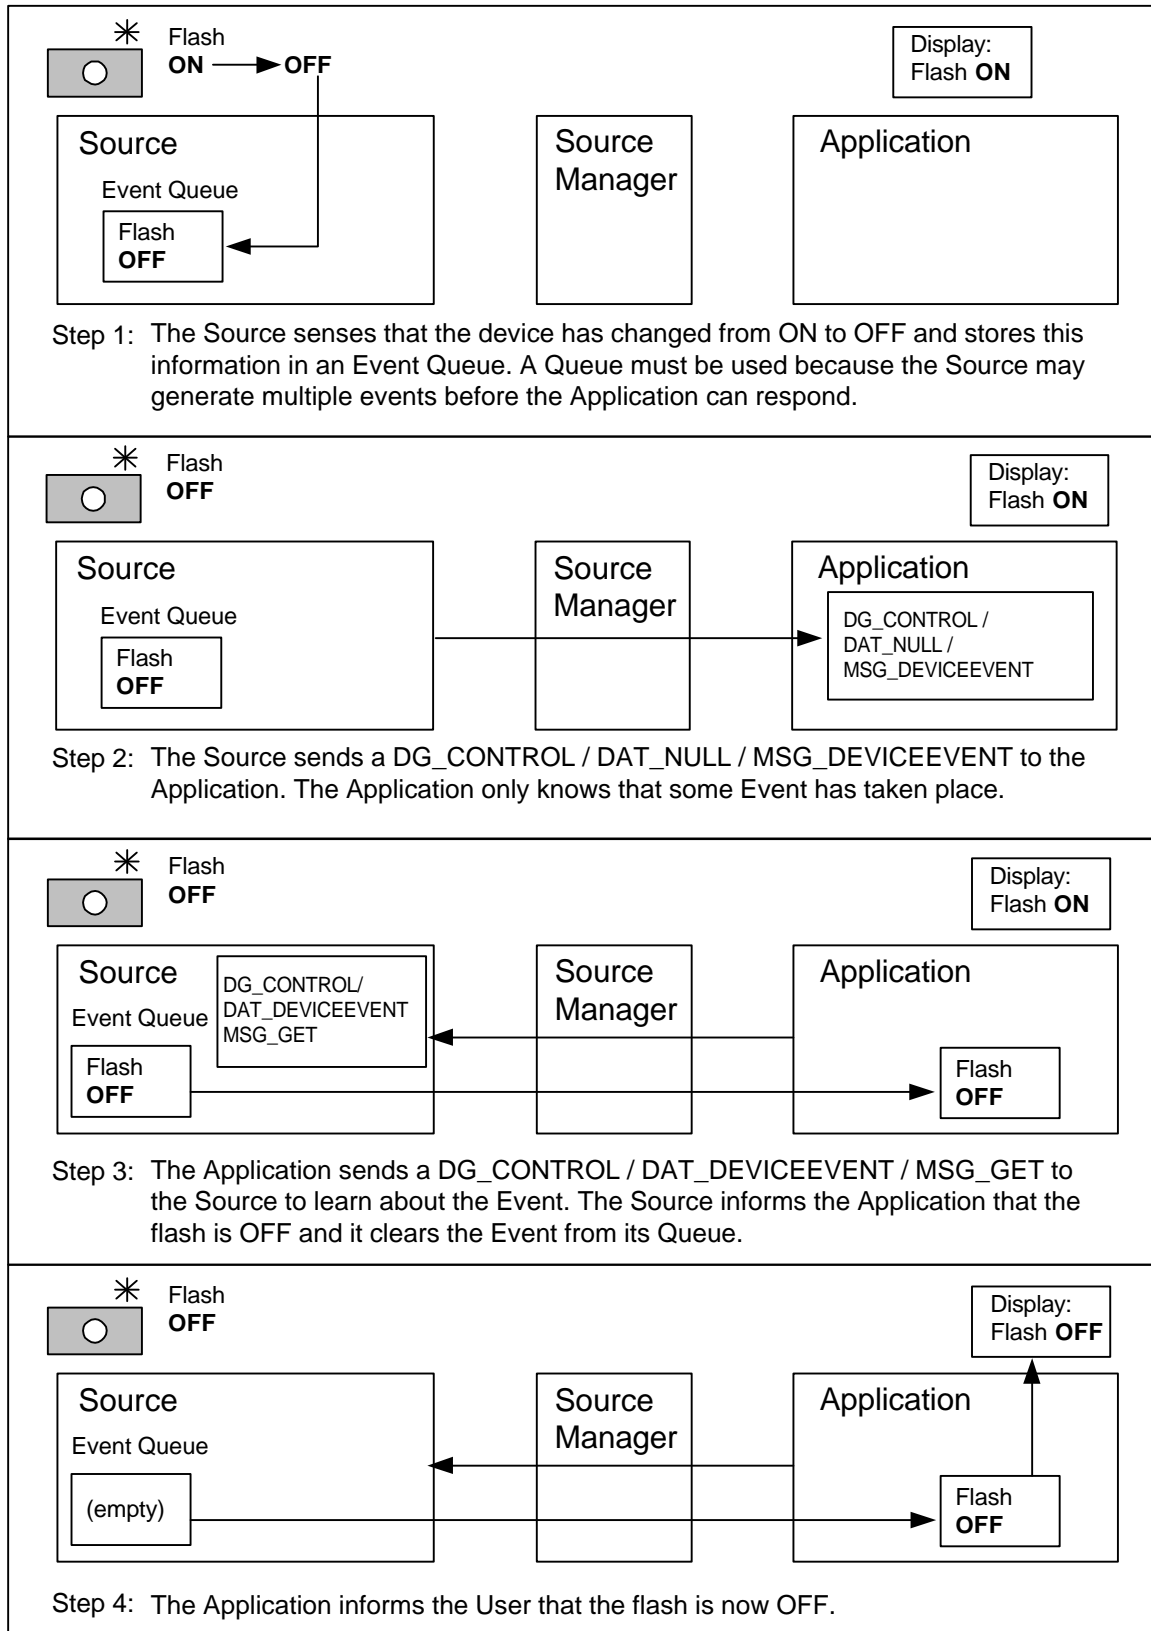 Flash
ON OFF
Display:
Flash ON
Source
Event Queue
Flash
OFF
Source
Manager
Application
Step 1: The Source senses that the device has changed from ON to OFF and stores this
information in an Event Queue. A Queue must be used because the Source may
generate multiple events before the Application can respond.
Flash
OFF
Display:
Flash ON
Source
Event Queue
Flash
OFF
Source
Manager
Application
DG_CONTROL /
DAT_NULL /
MSG_DEVICEEVENT
Step 2: The Source sends a DG_CONTROL / DAT_NULL / MSG_DEVICEEVENT to the
Application. The Application only knows that some Event has taken place.
Flash
OFF
Display:
Flash ON
Source
Event Queue
Flash
OFF
DG_CONTROL/
DAT_DEVICEEVENT
MSG_GET
Source
Manager
Application
Flash
OFF
Step 3: The Application sends a DG_CONTROL / DAT_DEVICEEVENT / MSG_GET to
the Source to learn about the Event. The Source informs the Application that the
flash is OFF and it clears the Event from its Queue.
Flash
OFF
Display:
Flash OFF
Source
Event Queue
(empty)
Source
Manager
Application
Flash
OFF
Step 4: The Application informs the User that the flash is now OFF.